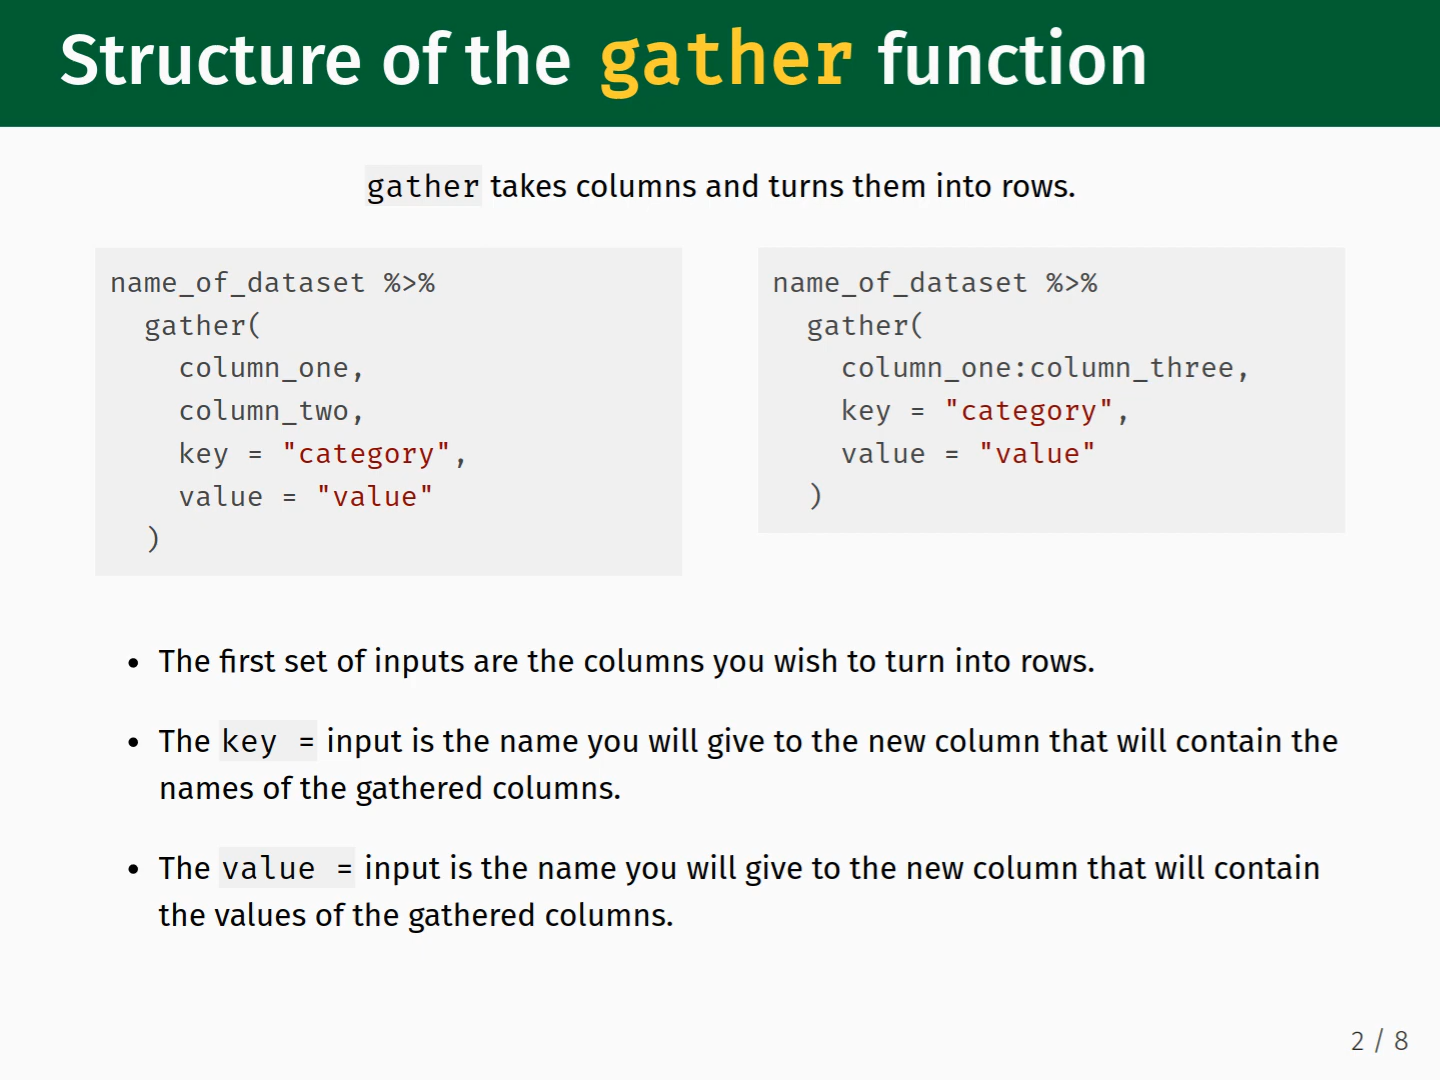 Structure of the gather function
gather takes columns and turns them into rows.
name_of_dataset %>%
  gather(
    column_one,
    column_two,
    key = "category",
    value = "value"
  )
name_of_dataset %>%
  gather(
    column_one:column_three,
    key = "category",
    value = "value"
  )
• The first set of inputs are the columns you wish to turn into rows.
• The key = input is the name you will give to the new column that will contain the
names of the gathered columns.
• The value = input is the name you will give to the new column that will contain
the values of the gathered columns.
2 / 8